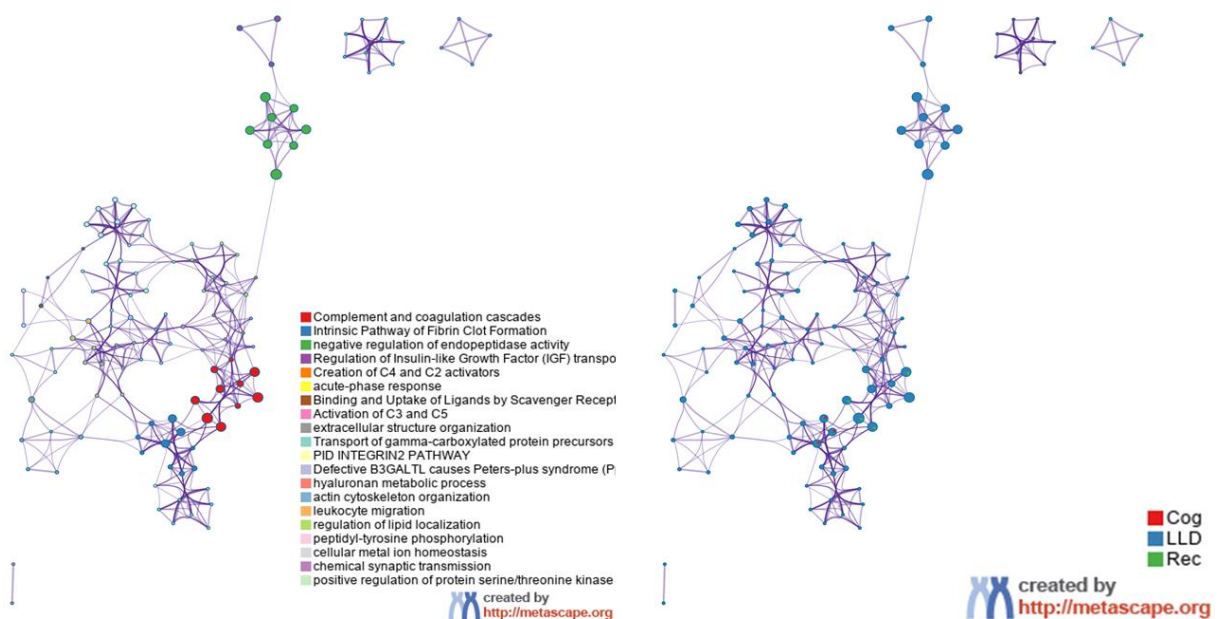 Complement and coagulation cascades
Intrinsic Pathway of Fibrin Clot Formation
negative regulation of endopeptidase activity
Regulation of Insulin-like Growth Factor (IGF) transpo
Creation of C4 and C2 activators
acute-phase response
Binding and Uptake of Ligands by Scavenger Recept
Activation of C3 and C5
extracellular structure organization
Transport of gamma-carboxylated protein precursors
PID INTEGRIN2 PATHWAY
Defective B3GALTL causes Peters-plus syndrome (P
hyaluronan metabolic process
actin cytoskeleton organization
leukocyte migration
regulation of lipid localization
peptidyl-tyrosine phosphorylation
cellular metal ion homeostasis
chemical synaptic transmission
positive regulation of protein serine/threonine kinase
created by
http://metascape.org
Cog
LLD
Rec
created by
http://metascape.org